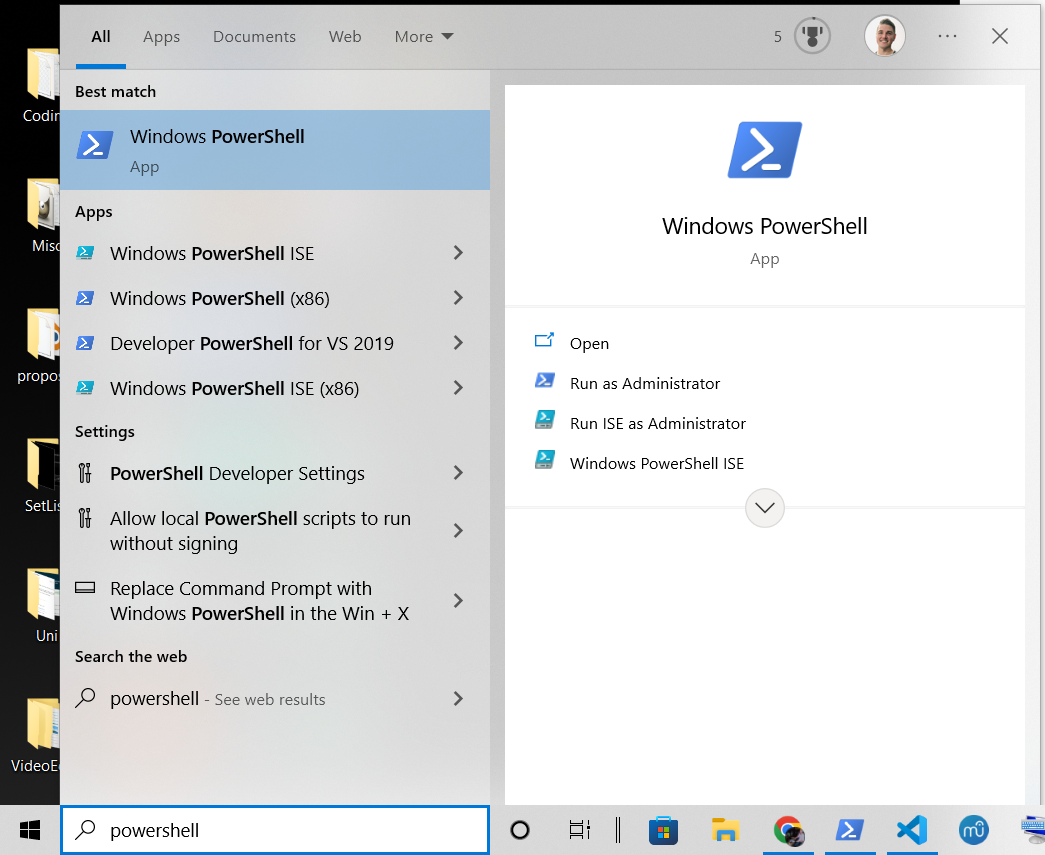 All Apps Documents Web More 5 ...
Best match
Windows PowerShell
App
Apps
Windows PowerShell ISE
Windows PowerShell (x86)
Developer PowerShell for VS 2019
Windows PowerShell ISE (x86)
Settings
PowerShell Developer Settings
Allow local PowerShell scripts to run
without signing
Replace Command Prompt with
Windows PowerShell in the Win + X
Search the web
powershell - See web results
Windows PowerShell
App
Open
Run as Administrator
Run ISE as Administrator
Windows PowerShell ISE
Codin
Misc
propos
SetLis
Uni
VideoEd
powershell
mu